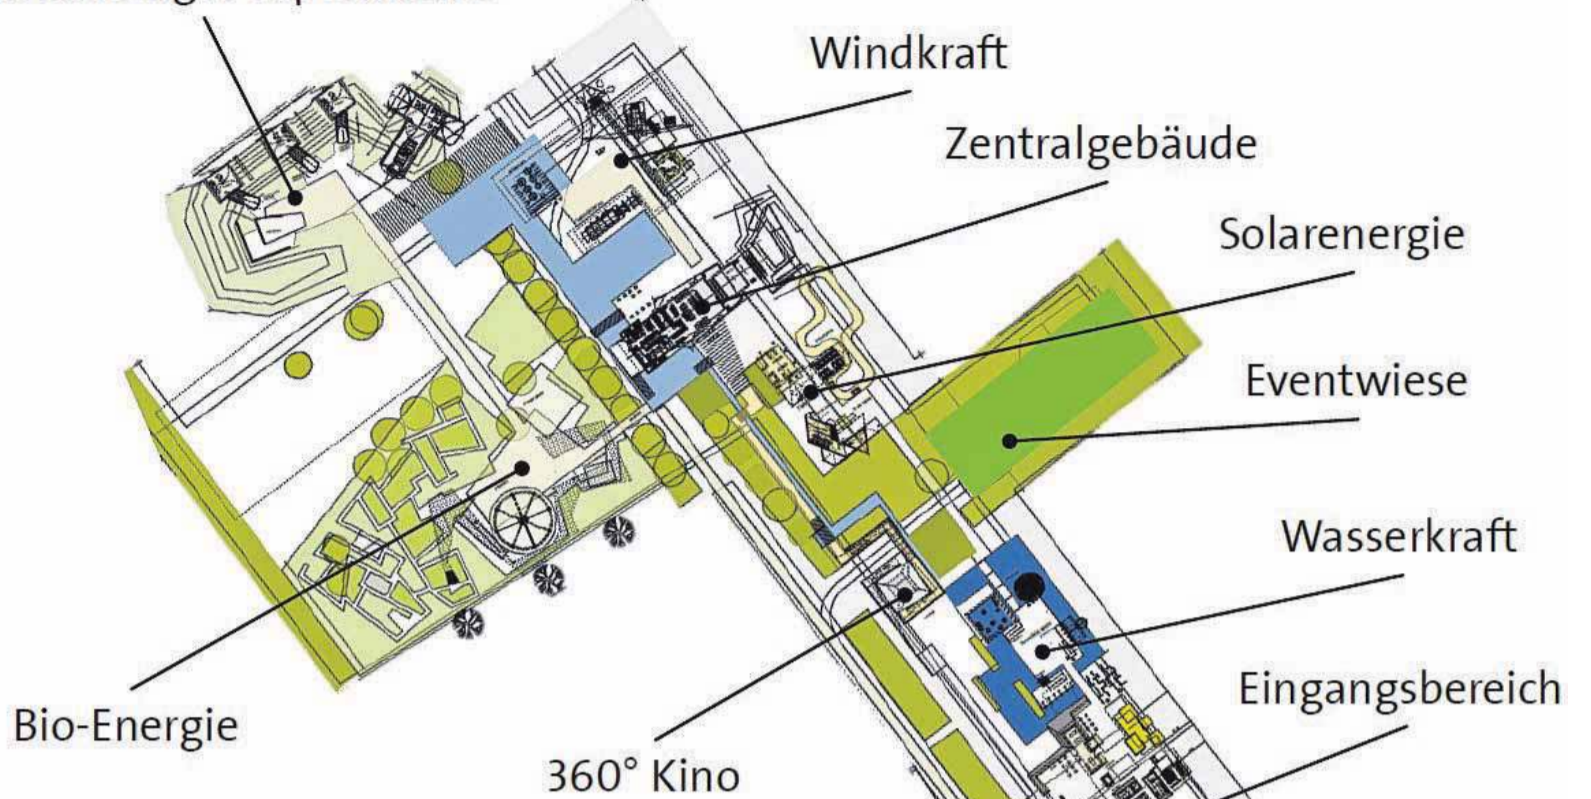 Windkraft
Zentralgebäude
Solarenergie
Eventwiese
Wasserkraft
Eingangsbereich
Bio-Energie
360° Kino